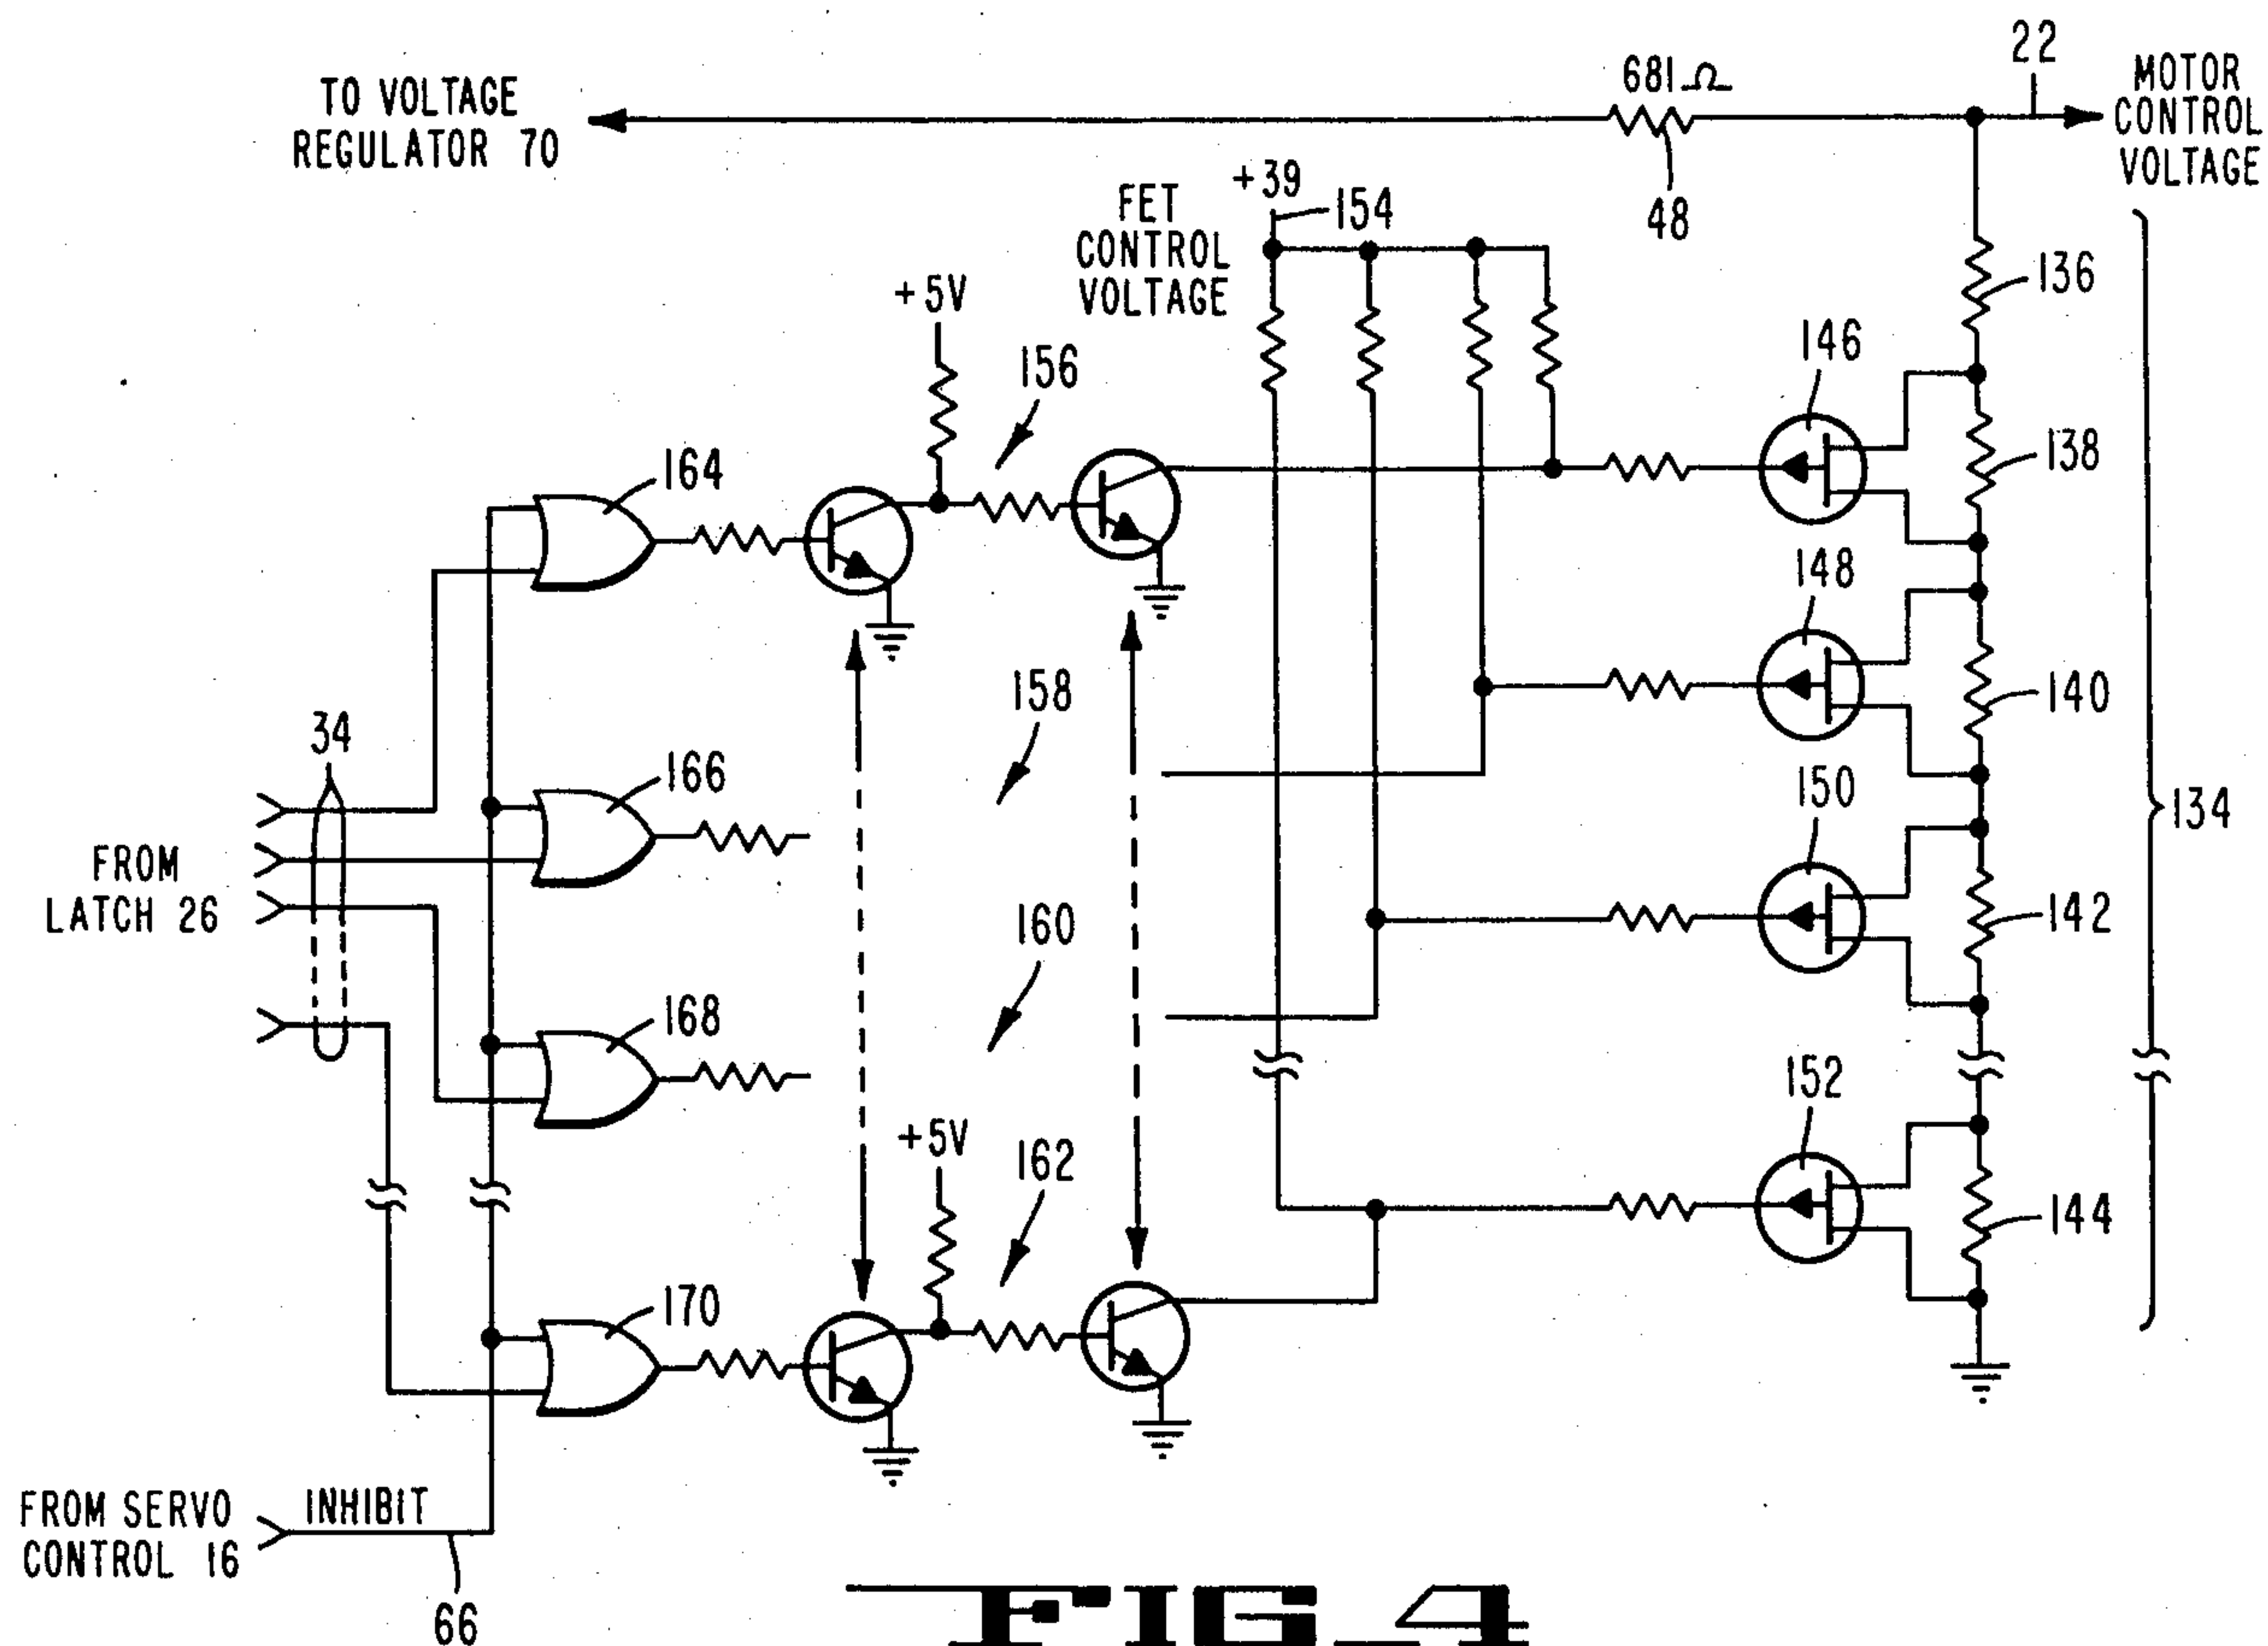 22
681Ω
TO VOLTAGE
REGULATOR 70
MOTOR
CONTROL
VOLTAGE
48
+39
154
FET
CONTROL
VOLTAGE
136
+5V
156
146
138
164
148
158
140
34
166
150
134
FROM
LATCH 26
160
142
168
152
+5V
162
144
170
FROM SERVO
CONTROL 16
INHIBIT
66
FIG_4